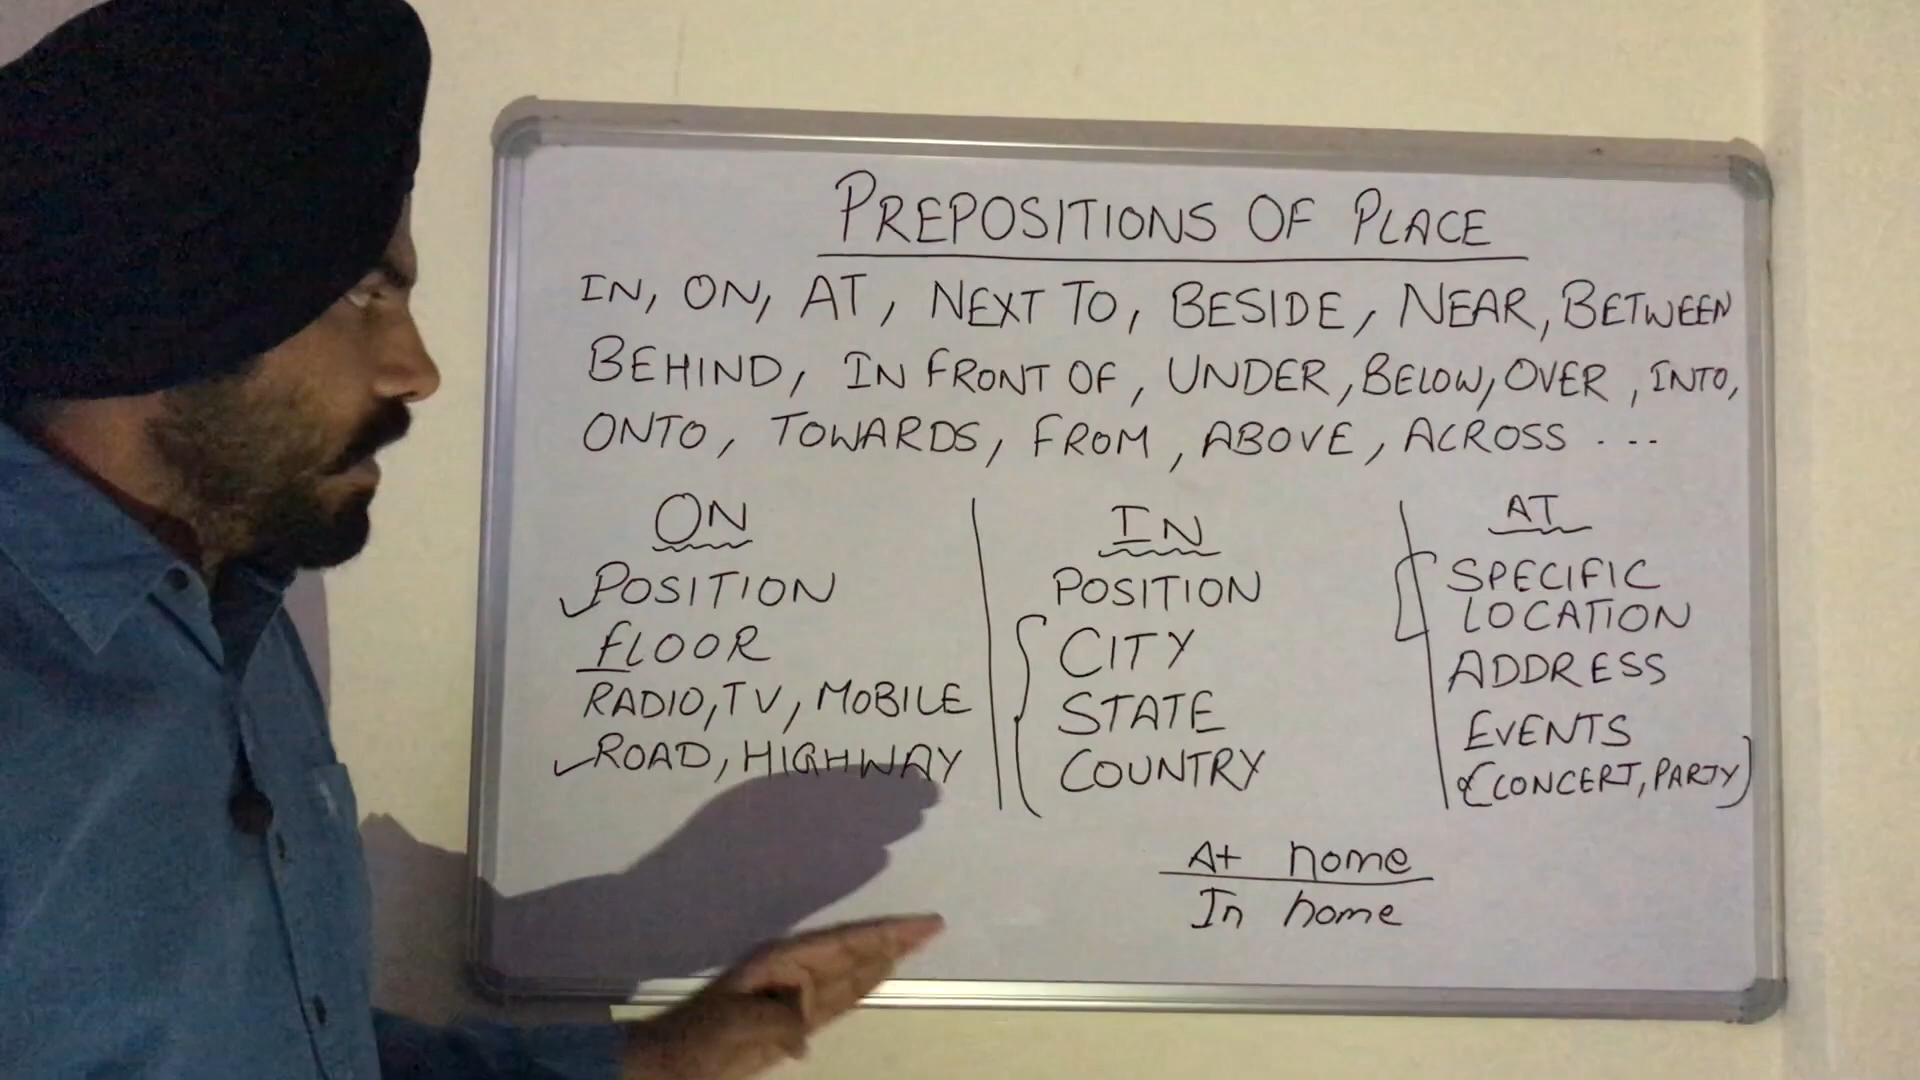 PREPOSITIONS OF PLACE
IN, ON, AT, NEXT TO, BESIDE, NEAR, BETWEEN
BEHIND, IN FRONT OF, UNDER, BELOW, OVER, INTO,
ONTO, TOWARDS, FROM, ABOVE, ACROSS ...
ON
POSITION
FLOOR
RADIO, TV, MOBILE
ROAD, HIGHWAY
IN
POSITION
CITY
STATE
COUNTRY
AT
SPECIFIC
LOCATION
ADDRESS
EVENTS
(CONCERT, PARTY)
At home
In home